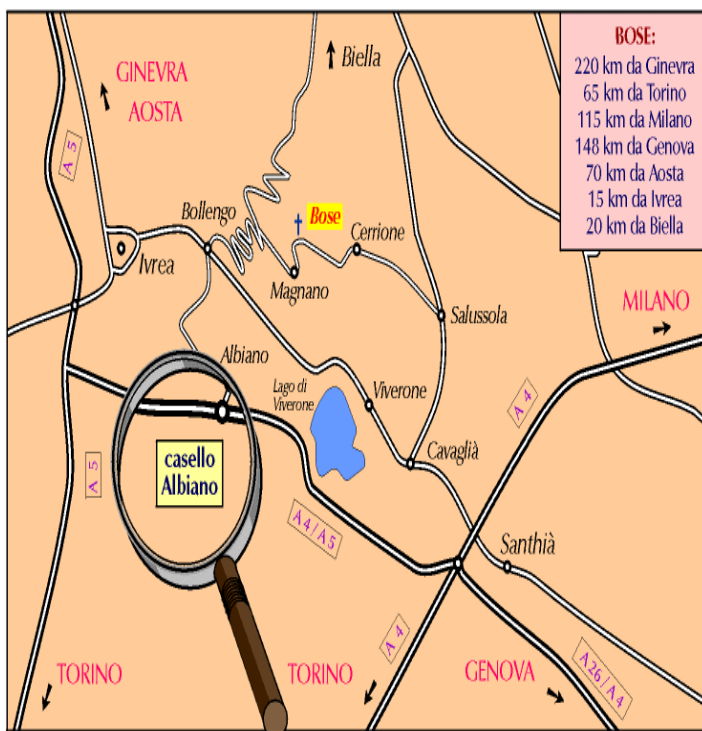 BOSE:
220 km da Ginevra
65 km da Torino
115 km da Milano
148 km da Genova
70 km da Aosta
15 km da Ivrea
20 km da Biella
GINEVRA
AOSTA
Biella
A 5
Bollengo
Bose
Cerrione
Ivrea
Magnano
MILANO
Salussola
Albiano
Lago di
Viverone
Viverone
A 4
casello
Albiano
A 5
Cavaglià
A4/A5
Santhià
A 4
TORINO
TORINO
GENOVA
A26/A4